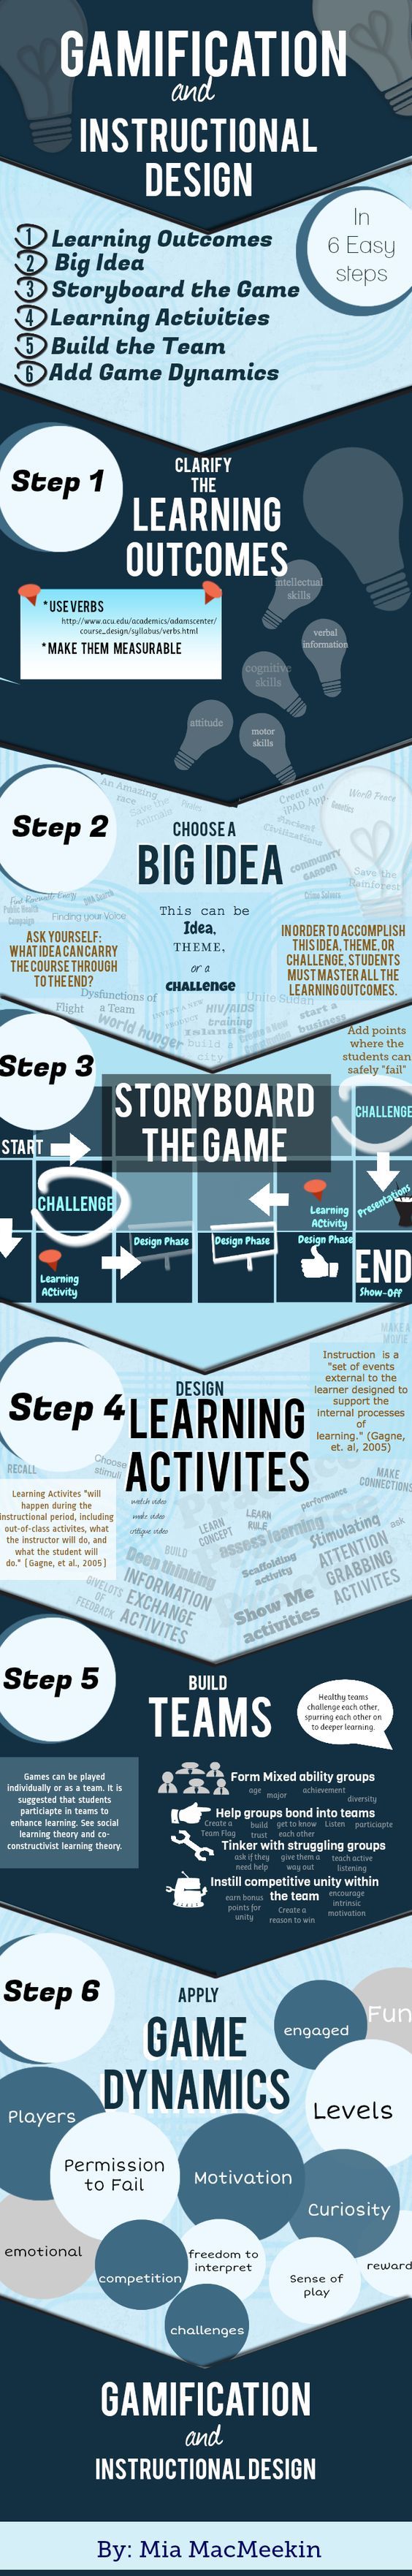 GAMIFICATION
and
INSTRUCTIONAL
DESIGN
In
6 Easy
steps
1 Learning Outcomes
2 Big Idea
3 Storyboard the Game
4 Learning Activities
5 Build the Team
6 Add Game Dynamics
Step 1
CLARIFY
THE
LEARNING
OUTCOMES
*USE VERBS
http://www.acu.edu/academics/adamscenter/
course_design/syllabus/verbs.html
*MAKE THEM MEASURABLE
intellectual
skills
verbal
information
cognitive
skills
attitude
motor
skills
Step 2
An Amazing
race
Save the
Animals
Rules
Create an
iPAD App
Genetics
World Peace
Ancient
Civilizations
CHOOSE A
BIG IDEA
COMMUNITY
GARDEN
Save the
Rainforest
Crime Solvers
Find Renewable Energy
DNA Search
Public Health
Campaign
Finding your Voice
This can be
Idea,
THEME,
or a
CHALLENGE
ASK YOURSELF:
WHAT IDEA CAN CARRY
THE COURSE THROUGH
TO THE END?
IN ORDER TO ACCOMPLISH
THIS IDEA, THEME, OR
CHALLENGE, STUDENTS
MUST MASTER ALL THE
LEARNING OUTCOMES.
Dysfunctions of
a Team
Flight
World hunger
INVENT A NEW
PRODUCT
HIV/AIDS
training
Islands
build a
city
Unite Sudan
Create a New
start a
business
Step 3
Add points
where the
students can
safely "fail"
STORYBOARD
THE GAME
START
CHALLENGE
CHALLENGE
Learning
ACtivity
Presentations
Design Phase
Design Phase
Design Phase
Learning
ACtivity
END
Show-Off
Step 4
MAKE A
MOVIE
DESIGN
LEARNING
ACTIVITES
Instruction is a
"set of events
external to the
learner designed to
support the
internal processes
of
learning." (Gagne,
et. al, 2005)
RECALL
Choose
stimuli
MAKE
CONNECTIONS
Learning Activites "will
happen during the
instructional period, including
out-of-class activites, what
the instructor will do, and
what the student will
do." (Gagne, et al., 2005)
watch video
make video
critique video
LEARN
CONCEPT
LEARN
RULE
performance
ask
BUILD
assess learning
Stimulating
Deep thinking
Scaffolding
activity
ATTENTION
GRABBING
ACTIVITES
GIVE LOTS
OF
FEEDBACK
INFORMATION
EXCHANGE
ACTIVITES
Show Me
activities
Step 5
BUILD
TEAMS
Healthy teams
challenge each other,
spurring each other on
to deeper learning.
Games can be played
individually or as a team. It is
suggested that students
particiapte in teams to
enhance learning. See social
learning theory and co-
constructivist learning theory.
Form Mixed ability groups
age
major
achievement
diversity
Help groups bond into teams
Create a
Team Flag
build
trust
get to know
each other
Listen
particiapte
Tinker with struggling groups
ask if they
need help
give them a
way out
teach active
listening
Instill competitive unity within
the team
earn bonus
points for
unity
Create a
reason to win
encourage
intrinsic
motivation
Step 6
APPLY
GAME
DYNAMICS
engaged
Fun
Players
Levels
Permission
to Fail
Motivation
Curiosity
emotional
competition
freedom to
interpret
Sense of
play
reward
challenges
GAMIFICATION
and
INSTRUCTIONAL DESIGN
By: Mia MacMeekin